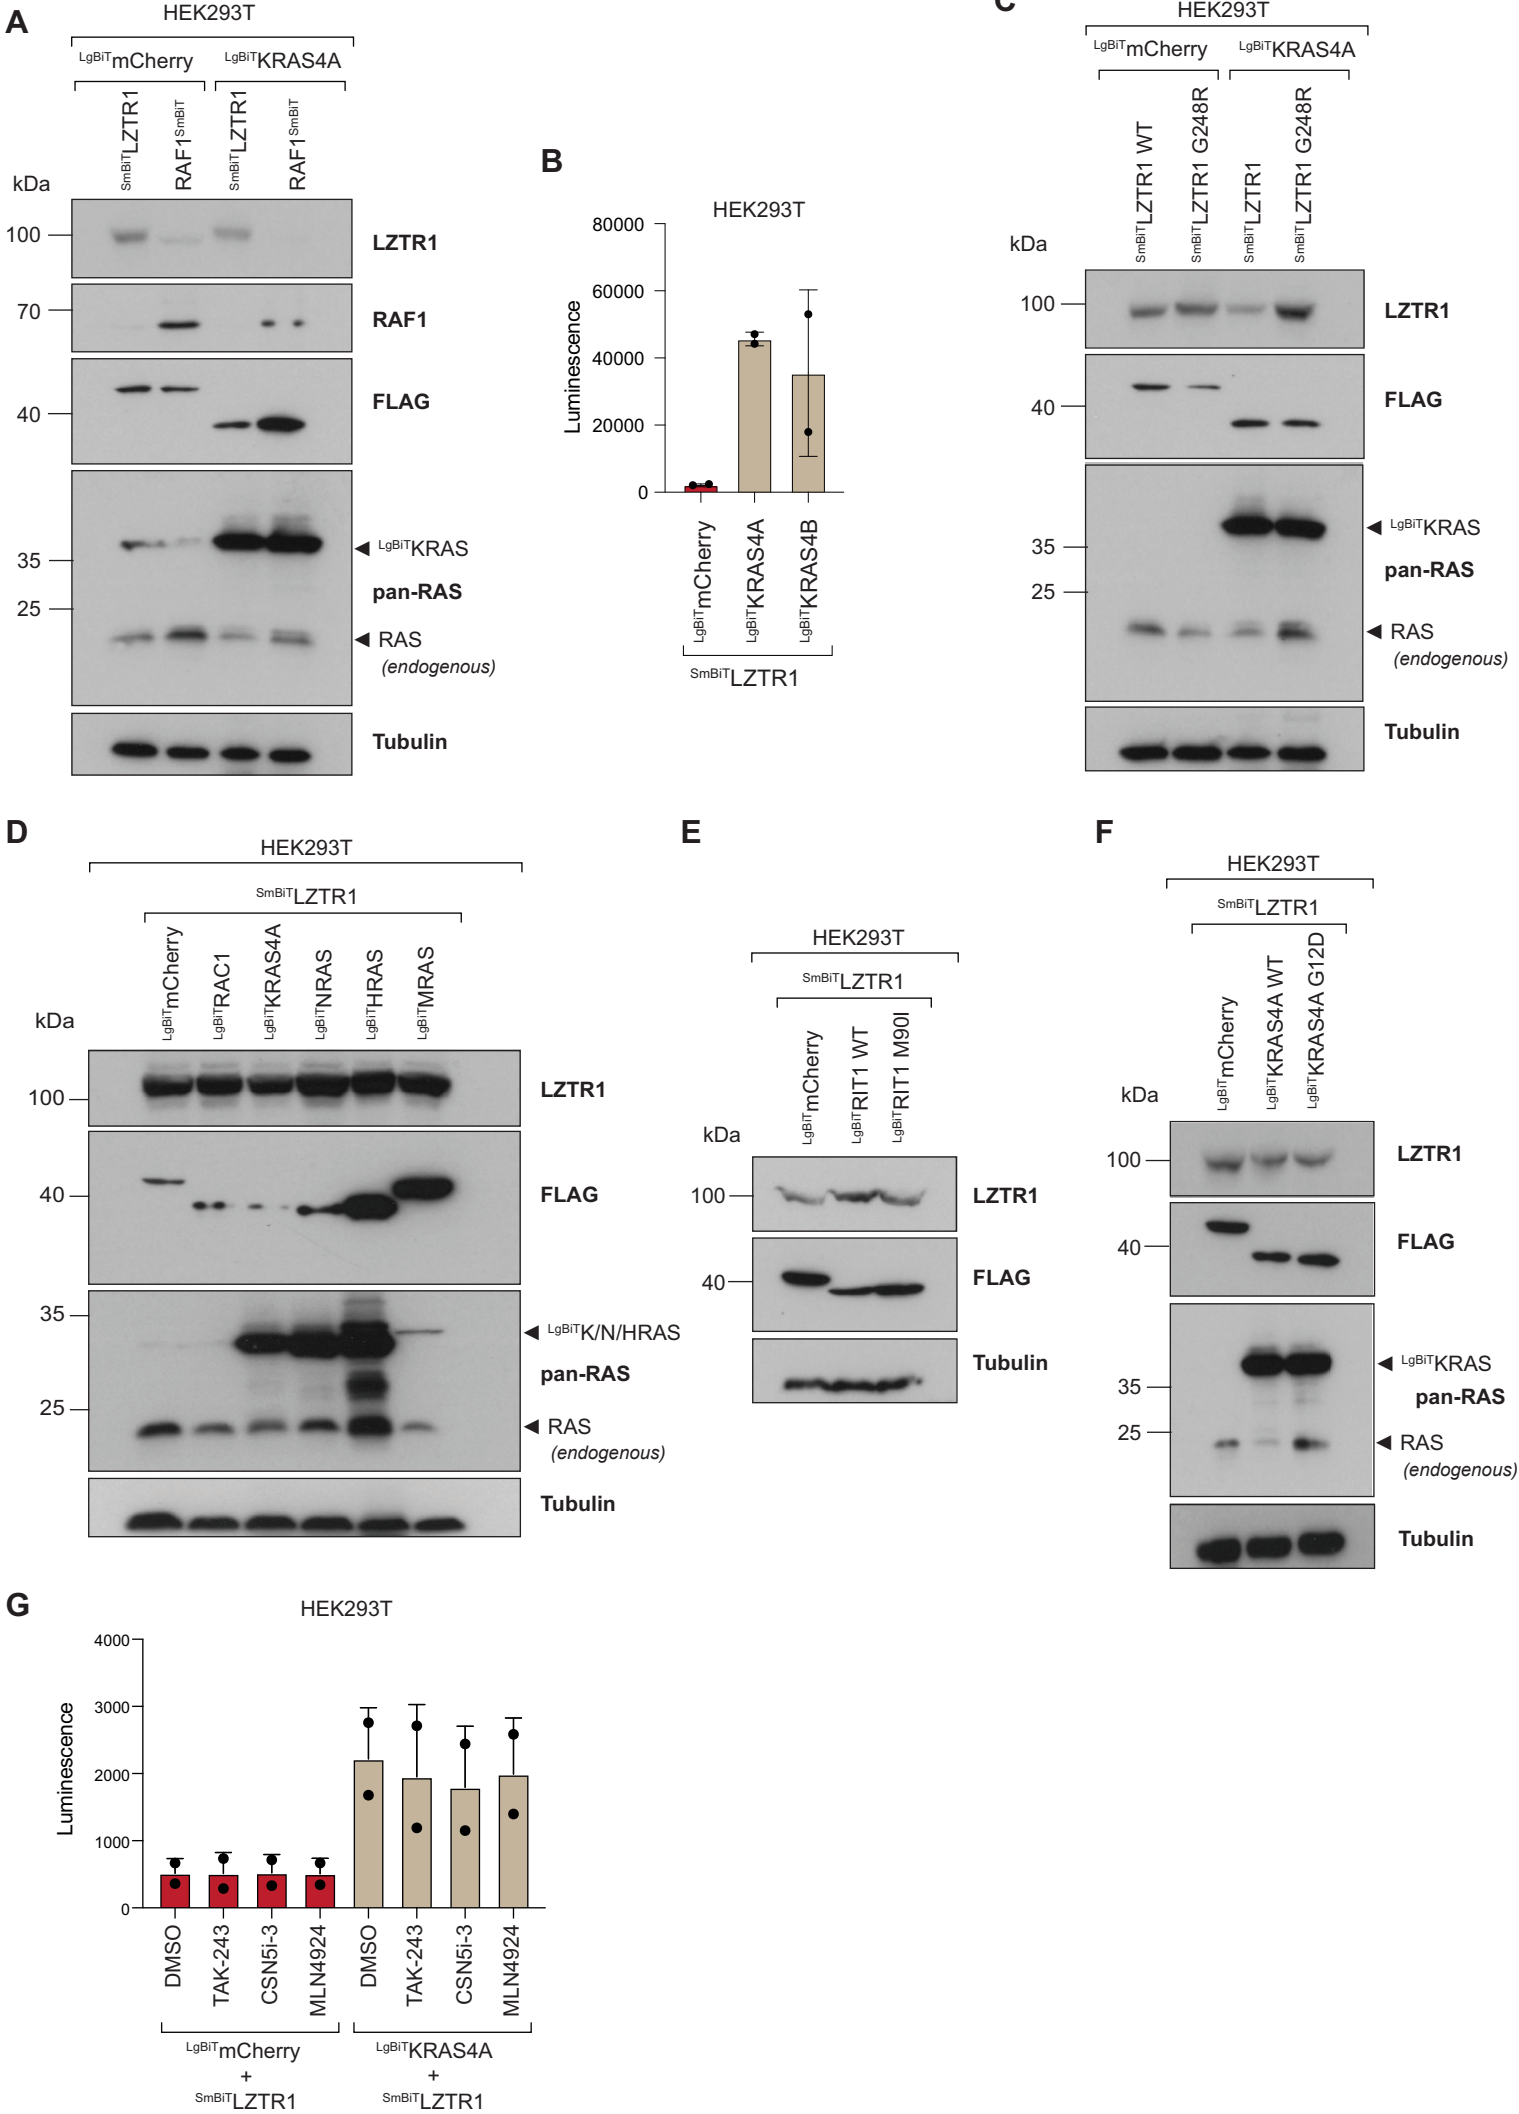 A
HEK293T
LgBiTmCherry
LgBiTKRAS4A
SmBiTLZTR1
RAF1SmBiT
SmBiTLZTR1
RAF1SmBiT
kDa
100
LZTR1
70
RAF1
40
FLAG
LgBiTKRAS
35
pan-RAS
25
RAS
(endogenous)
Tubulin
B
HEK293T
80000
60000
40000
20000
0
Luminescence
LgBiTmCherry
LgBiTKRAS4A
LgBiTKRAS4B
SmBiTLZTR1
C
HEK293T
LgBiTmCherry
LgBiTKRAS4A
SmBiTLZTR1 WT
SmBiTLZTR1 G248R
SmBiTLZTR1
SmBiTLZTR1 G248R
kDa
100
LZTR1
40
FLAG
LgBiTKRAS
35
pan-RAS
25
RAS
(endogenous)
Tubulin
D
HEK293T
SmBiTLZTR1
LgBiTmCherry
LgBiTRAC1
LgBiTKRAS4A
LgBiTNRAS
LgBiTHRAS
LgBiTMRAS
kDa
100
LZTR1
40
FLAG
35
LgBiTK/N/HRAS
pan-RAS
25
RAS
(endogenous)
Tubulin
E
HEK293T
SmBiTLZTR1
LgBiTmCherry
LgBiTRIT1 WT
LgBiTRIT1 M90I
kDa
100
LZTR1
40
FLAG
Tubulin
F
HEK293T
SmBiTLZTR1
LgBiTmCherry
LgBiTKRAS4A WT
LgBiTKRAS4A G12D
kDa
100
LZTR1
40
FLAG
LgBiTKRAS
35
pan-RAS
25
RAS
(endogenous)
Tubulin
G
HEK293T
4000
3000
2000
1000
0
Luminescence
DMSO
TAK-243
CSN5i-3
MLN4924
DMSO
TAK-243
CSN5i-3
MLN4924
LgBiTmCherry
+
SmBiTLZTR1
LgBiTKRAS4A
+
SmBiTLZTR1